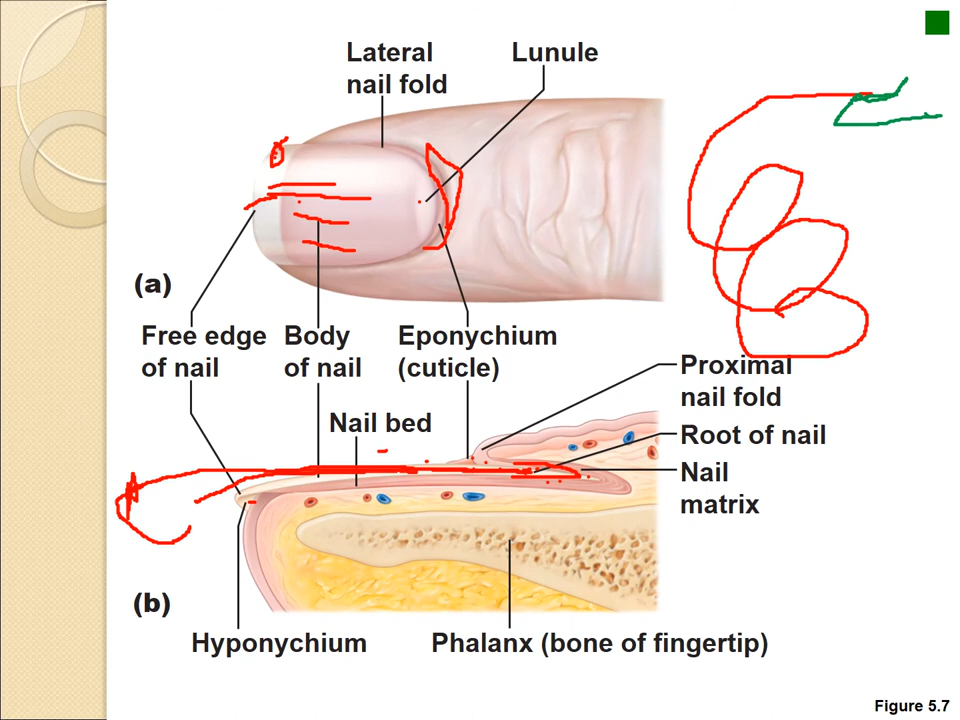 Lateral
nail fold
Lunule
(a)
Free edge
of nail
Body
of nail
Eponychium
(cuticle)
Proximal
nail fold
Nail bed
Root of nail
Nail
matrix
(b)
Hyponychium
Phalanx (bone of fingertip)
Figure 5.7